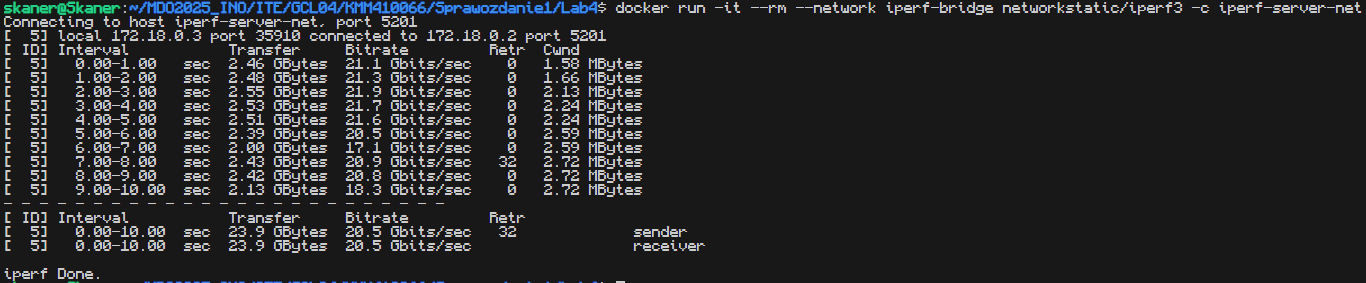 skaner@5kaner:~/MDO2025_INO/ITE/GCL04/KMM410066/Sprawozdanie1/Lab4$ docker run -it --rm --network iperf-bridge networkstatic/iperf3 -c iperf-server-net
Connecting to host iperf-server-net, port 5201
[  5] local 172.18.0.3 port 35910 connected to 172.18.0.2 port 5201
[ ID] Interval           Transfer     Bitrate         Retr  Cwnd
[  5]   0.00-1.00   sec  2.46 GBytes  21.1 Gbits/sec    0   1.58 MBytes
[  5]   1.00-2.00   sec  2.48 GBytes  21.3 Gbits/sec    0   1.66 MBytes
[  5]   2.00-3.00   sec  2.55 GBytes  21.9 Gbits/sec    0   2.13 MBytes
[  5]   3.00-4.00   sec  2.53 GBytes  21.7 Gbits/sec    0   2.24 MBytes
[  5]   4.00-5.00   sec  2.51 GBytes  21.6 Gbits/sec    0   2.24 MBytes
[  5]   5.00-6.00   sec  2.39 GBytes  20.5 Gbits/sec    0   2.59 MBytes
[  5]   6.00-7.00   sec  2.00 GBytes  17.1 Gbits/sec    0   2.59 MBytes
[  5]   7.00-8.00   sec  2.43 GBytes  20.9 Gbits/sec   32   2.72 MBytes
[  5]   8.00-9.00   sec  2.42 GBytes  20.8 Gbits/sec    0   2.72 MBytes
[  5]   9.00-10.00  sec  2.13 GBytes  18.3 Gbits/sec    0   2.72 MBytes
- - - - - - - - - - - - - - - - - - - - - - - - -
[ ID] Interval           Transfer     Bitrate         Retr
[  5]   0.00-10.00  sec  23.9 GBytes  20.5 Gbits/sec   32             sender
[  5]   0.00-10.00  sec  23.9 GBytes  20.5 Gbits/sec                  receiver
iperf Done.